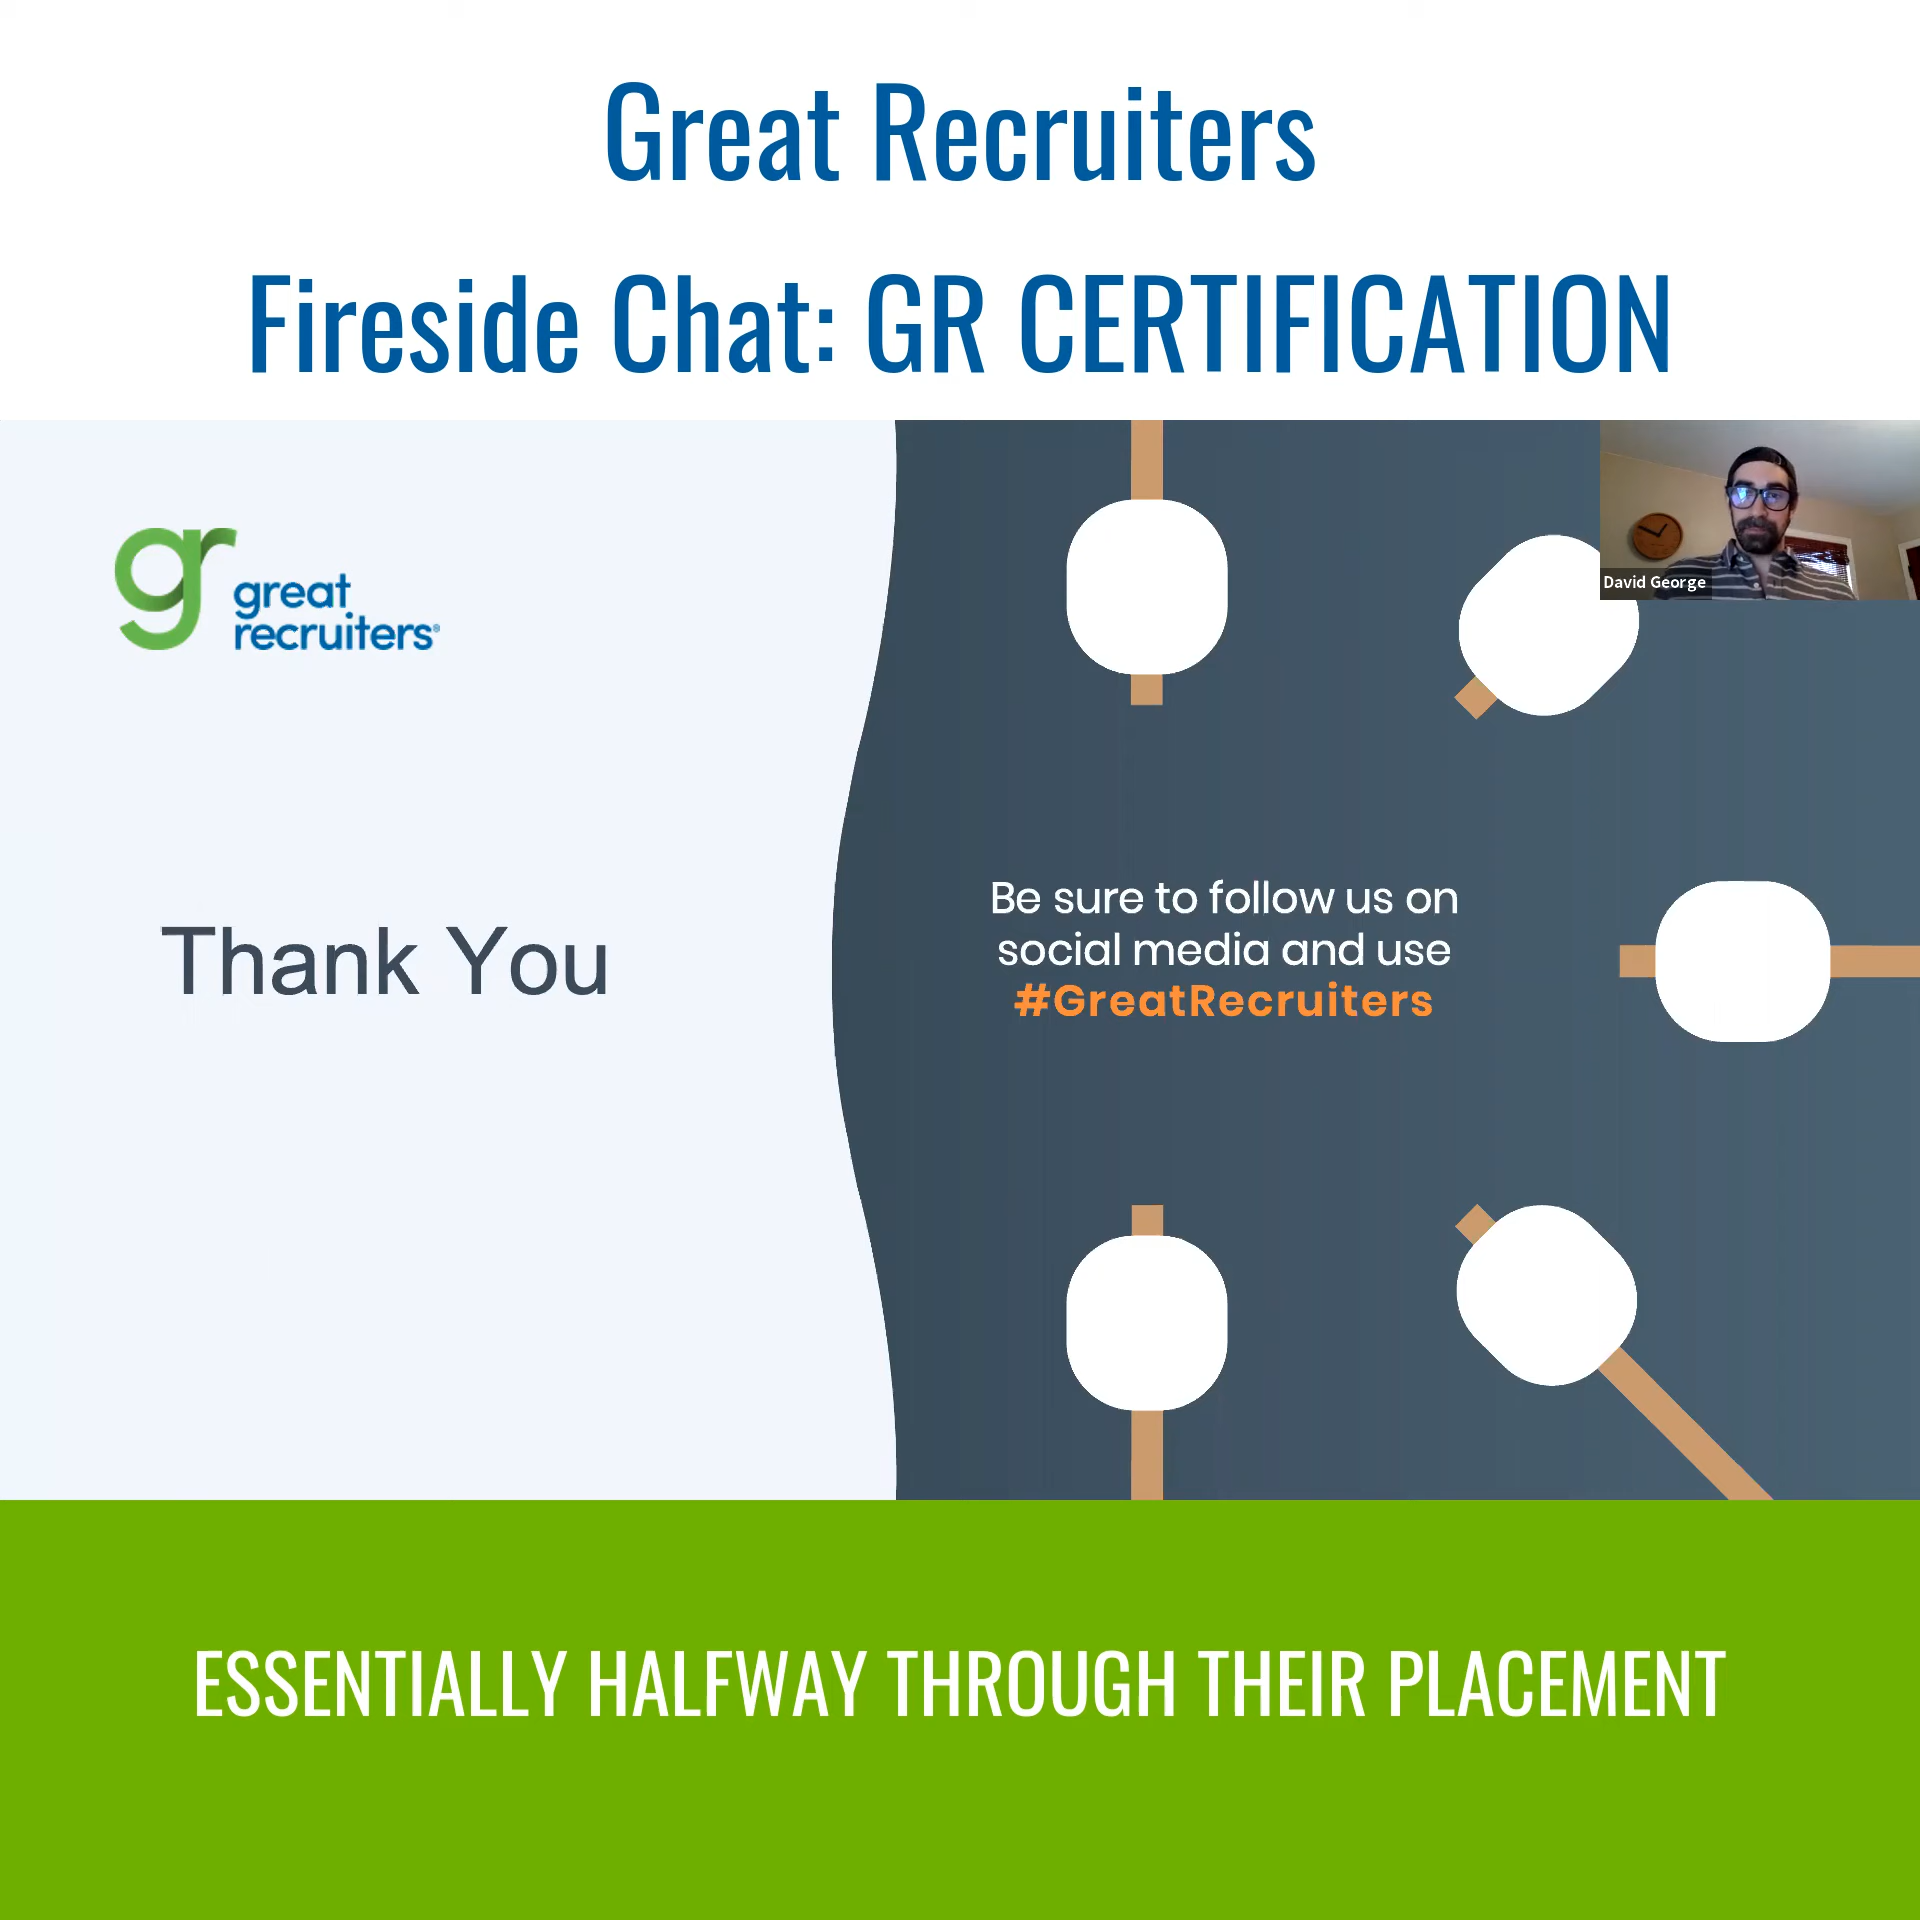 Great Recruiters
Fireside Chat: GR CERTIFICATION
gr
great
recruiters®
David George
Thank You
Be sure to follow us on
social media and use
#GreatRecruiters
ESSENTIALLY HALFWAY THROUGH THEIR PLACEMENT